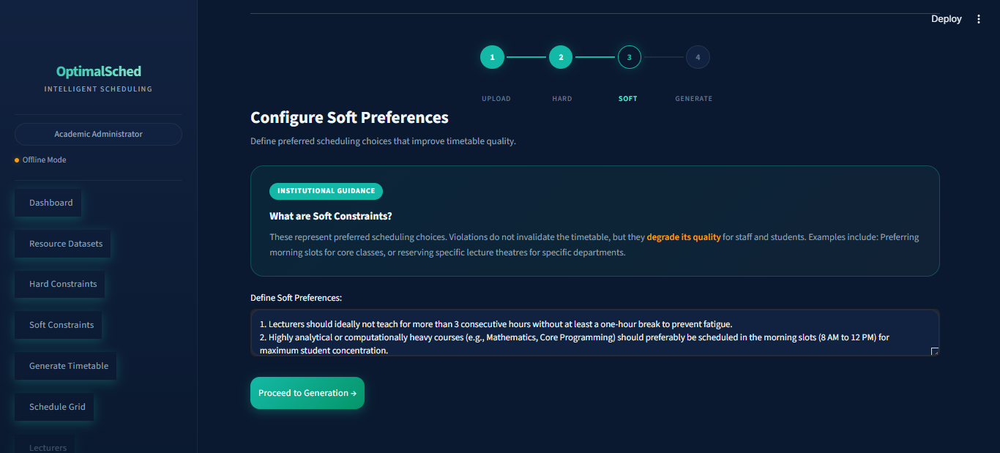 Deploy
OptimalSched
INTELLIGENT SCHEDULING
Academic Administrator
Offline Mode
Dashboard
Resource Datasets
Hard Constraints
Soft Constraints
Generate Timetable
Schedule Grid
Lecturers
1 2 3 4
UPLOAD HARD SOFT GENERATE
Configure Soft Preferences
Define preferred scheduling choices that improve timetable quality.
INSTITUTIONAL GUIDANCE
What are Soft Constraints?
These represent preferred scheduling choices. Violations do not invalidate the timetable, but they degrade its quality for staff and students. Examples include: Preferring
morning slots for core classes, or reserving specific lecture theatres for specific departments.
Define Soft Preferences:
1. Lecturers should ideally not teach for more than 3 consecutive hours without at least a one-hour break to prevent fatigue.
2. Highly analytical or computationally heavy courses (e.g., Mathematics, Core Programming) should preferably be scheduled in the morning slots (8 AM to 12 PM) for
maximum student concentration.
Proceed to Generation →